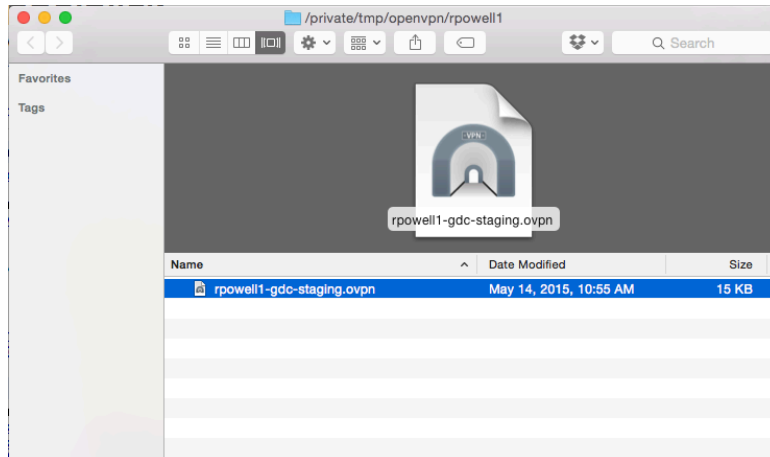 /private/tmp/openvpn/rpowell1
Search
Favorites
Tags
VPN
rpowell1-gdc-staging.ovpn
Name Date Modified Size
rpowell1-gdc-staging.ovpn May 14, 2015, 10:55 AM 15 KB